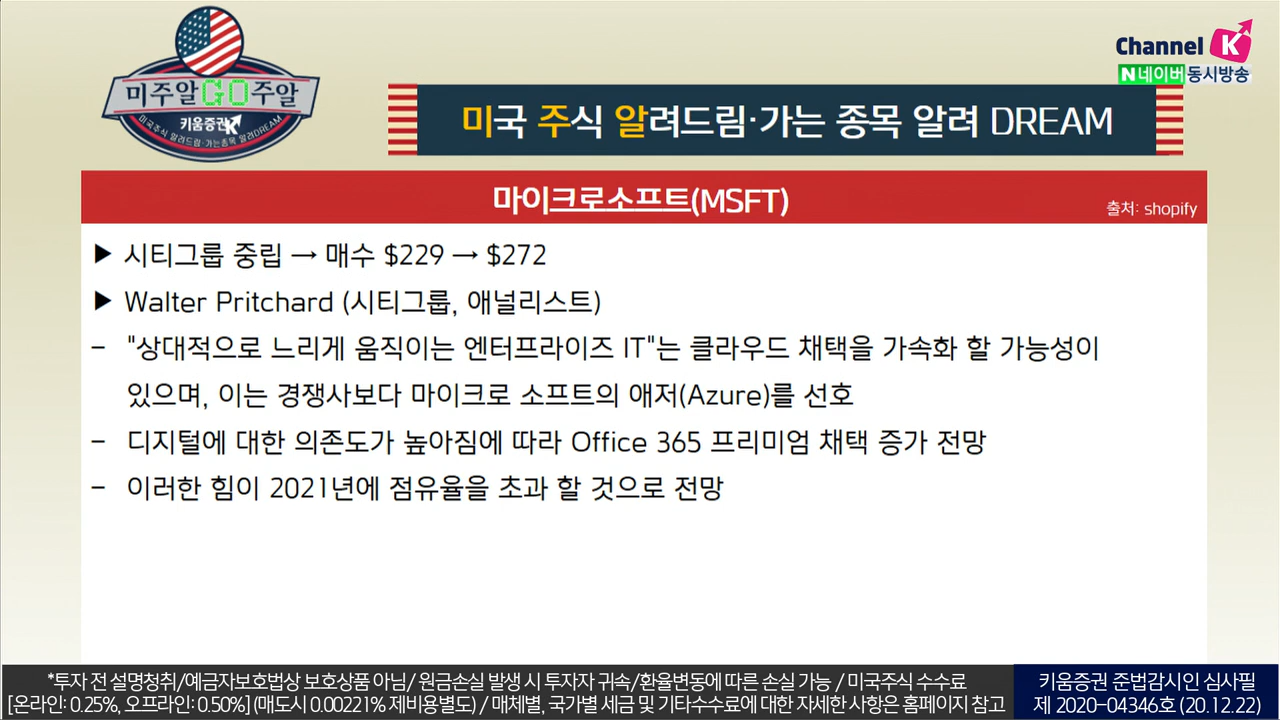 미주알GO주알
키움증권
미국주식 알려드림·가는종목 알려DREAM
Channel K
N 네이버 동시방송
미국 주식 알려드림·가는 종목 알려 DREAM
마이크로소프트(MSFT)
출처: shopify
▶ 시티그룹 중립 → 매수 $229 → $272
▶ Walter Pritchard (시티그룹, 애널리스트)
- "상대적으로 느리게 움직이는 엔터프라이즈 IT"는 클라우드 채택을 가속화 할 가능성이
있으며, 이는 경쟁사보다 마이크로 소프트의 애저(Azure)를 선호
- 디지털에 대한 의존도가 높아짐에 따라 Office 365 프리미엄 채택 증가 전망
- 이러한 힘이 2021년에 점유율을 초과 할 것으로 전망
*투자 전 설명청취/예금자보호법상 보호상품 아님/ 원금손실 발생 시 투자자 귀속/환율변동에 따른 손실 가능 / 미국주식 수수료
[온라인: 0.25%, 오프라인: 0.50%] (매도시 0.00221% 제비용별도) / 매체별, 국가별 세금 및 기타수수료에 대한 자세한 사항은 홈페이지 참고
키움증권 준법감시인 심사필
제 2020-04346호 (20.12.22)